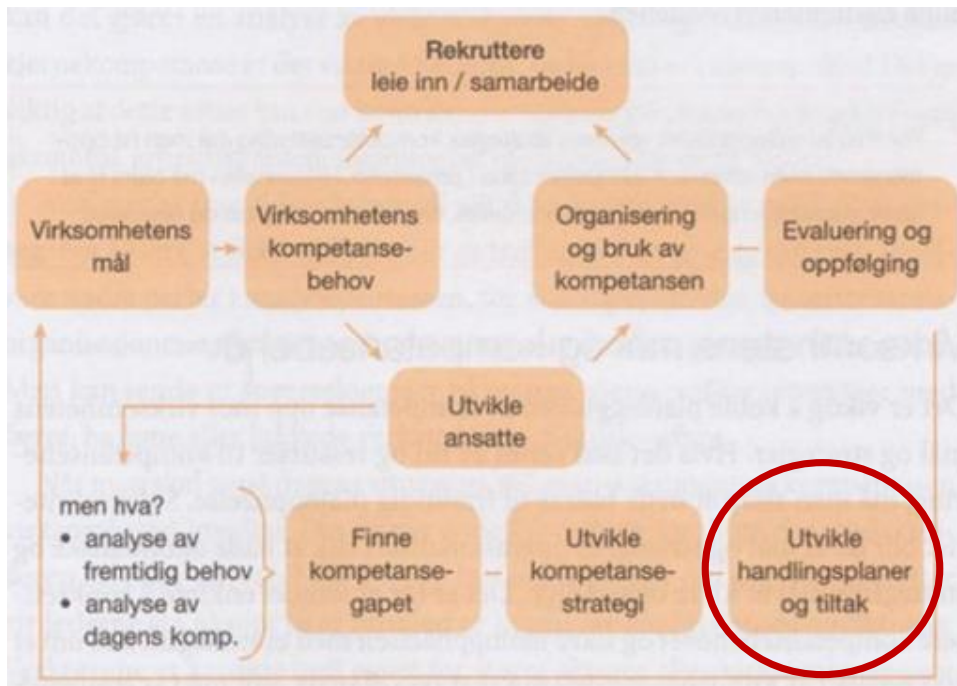 Rekruttere
leie inn / samarbeide
Virksomhetens
mål
Virksomhetens
kompetanse-
behov
Organisering
og bruk av
kompetansen
Evaluering og
oppfølging
Utvikle
ansatte
men hva?
• analyse av
fremtidig behov
• analyse av
dagens komp.
Finne
kompetanse-
gapet
Utvikle
kompetanse-
strategi
Utvikle
handlingsplaner
og tiltak